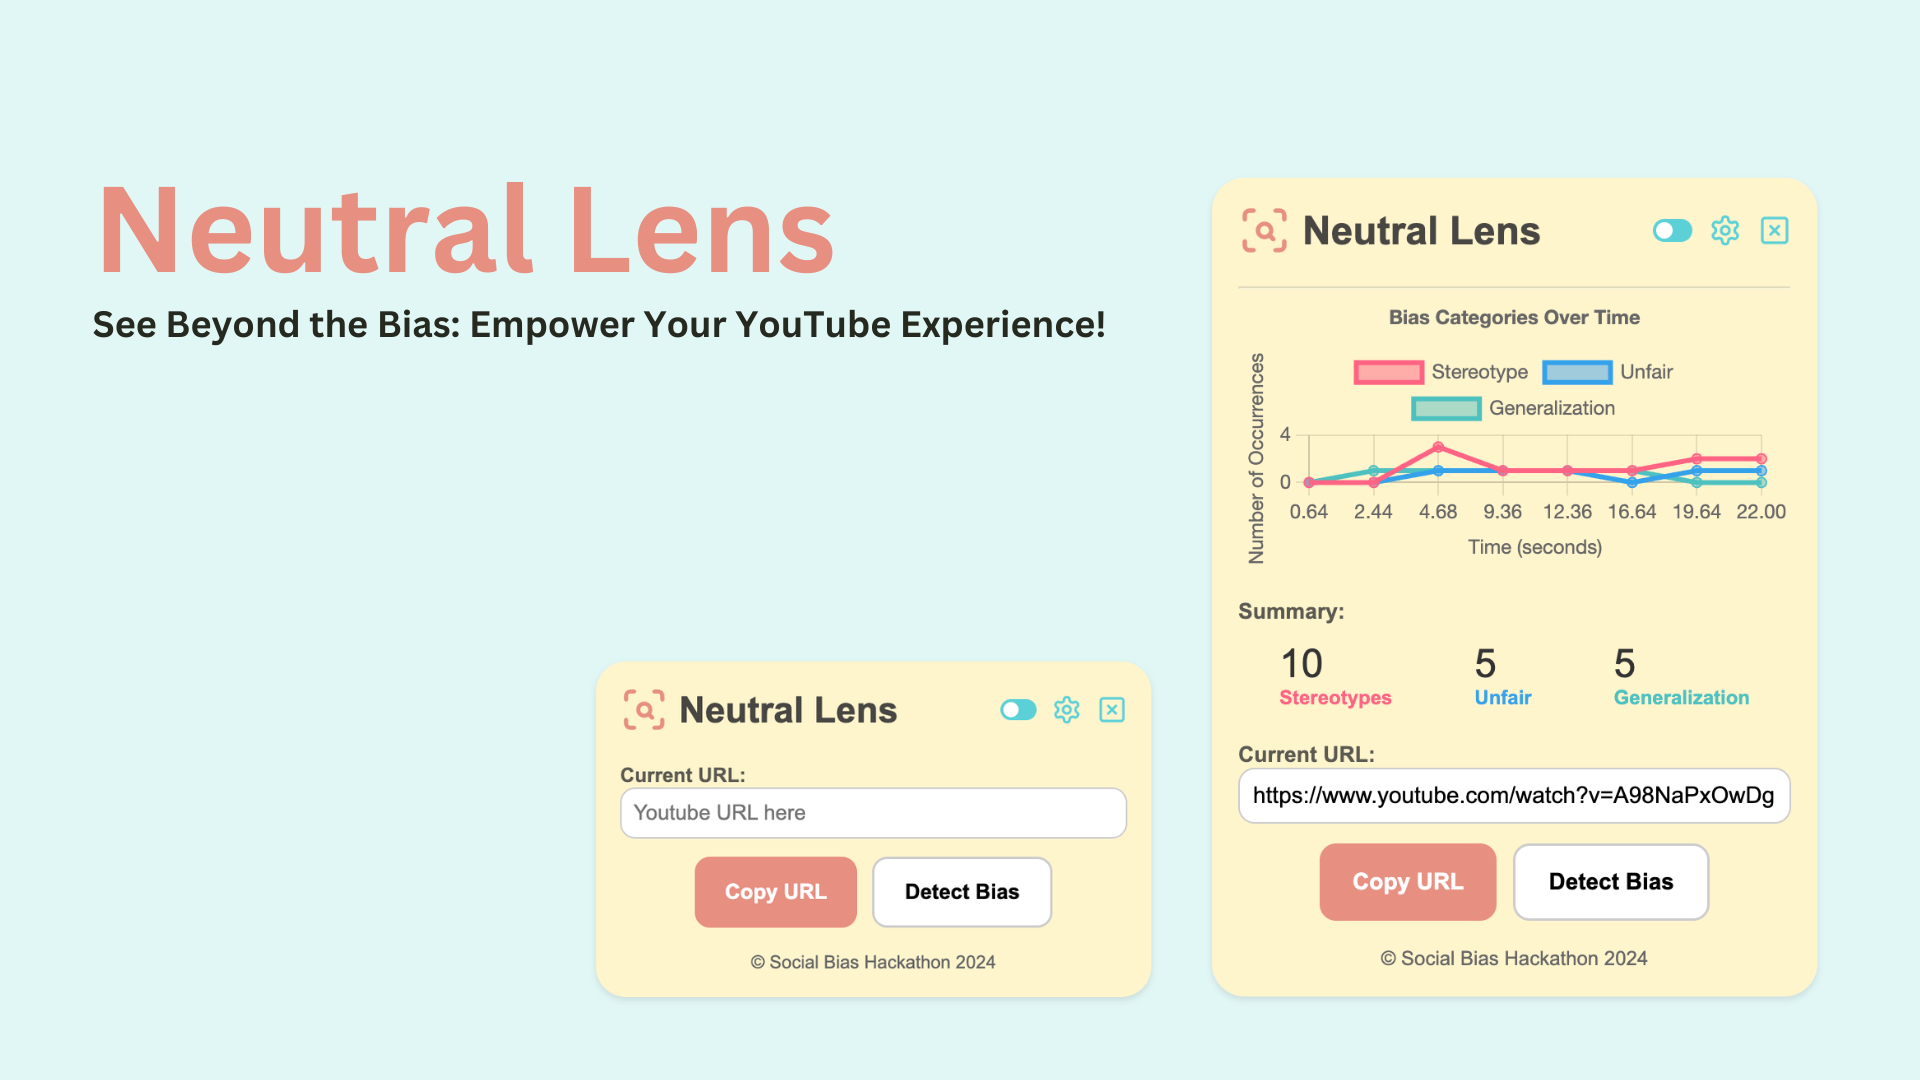 Neutral Lens
See Beyond the Bias: Empower Your YouTube Experience!
Neutral Lens
Current URL:
Youtube URL here
Copy URL
Detect Bias
© Social Bias Hackathon 2024
Neutral Lens
Bias Categories Over Time
Stereotype
Unfair
Generalization
Number of Occurrences
4
0
0.64 2.44 4.68 9.36 12.36 16.64 19.64 22.00
Time (seconds)
Summary:
10 5 5
Stereotypes Unfair Generalization
Current URL:
https://www.youtube.com/watch?v=A98NaPxOwDg
Copy URL
Detect Bias
© Social Bias Hackathon 2024